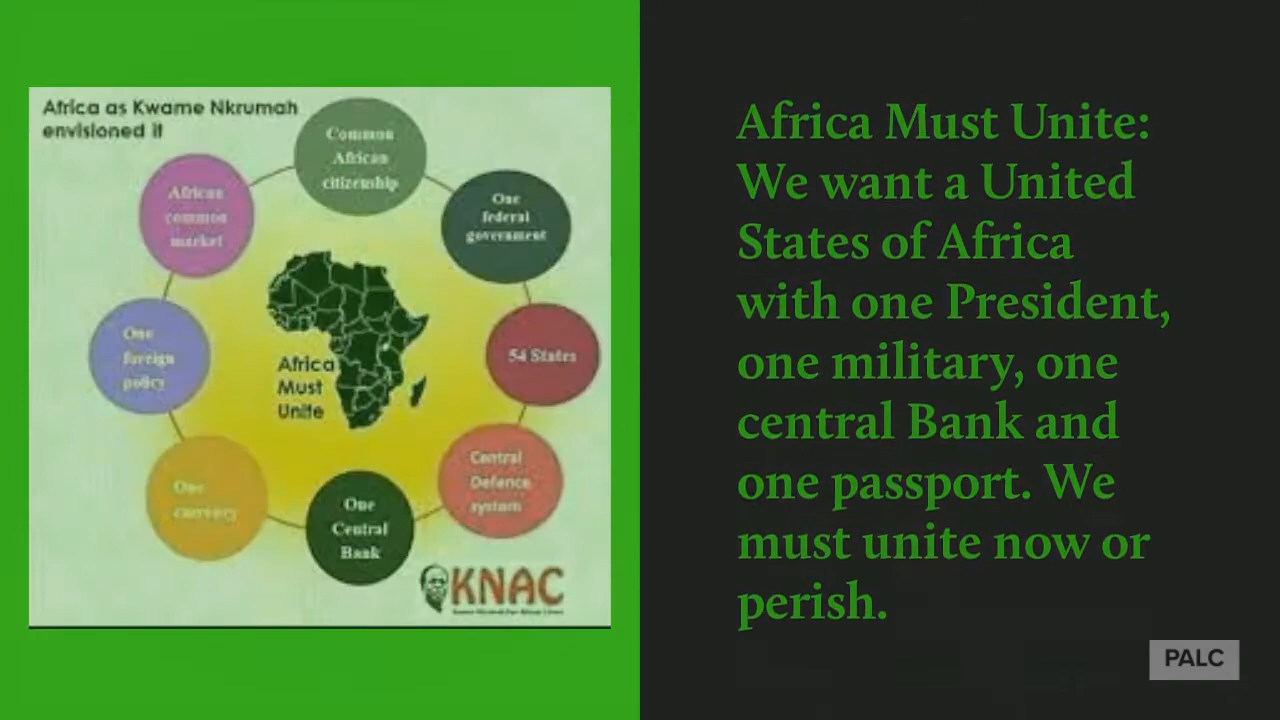 Africa as Kwame Nkrumah
envisioned it
Common
African
citizenship
One
federal
government
54 States
Central
Defence
system
One
Central
Bank
One
currency
One
foreign
policy
African
common
market
Africa
Must
Unite
KNAC
Africa Must Unite:
We want a United
States of Africa
with one President,
one military, one
central Bank and
one passport. We
must unite now or
perish.
PALC